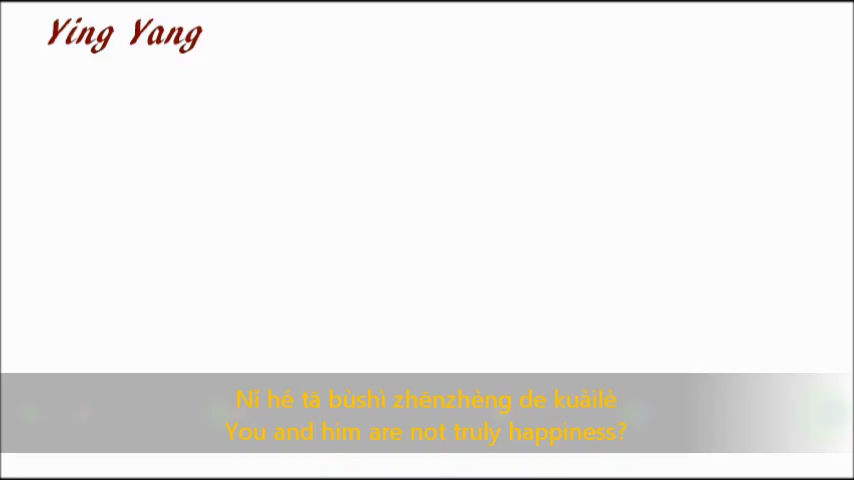 Ying Yang
Nǐ hé tā bùshì zhēnzhèng de kuàilè
You and him are not truly happiness?